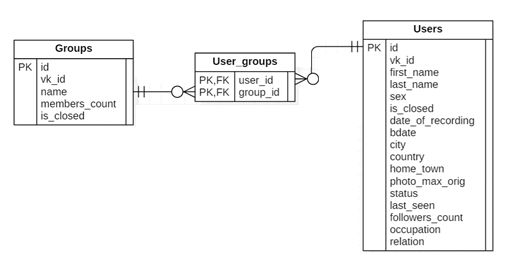 Groups
PK id
vk_id
name
members_count
is_closed
User_groups
PK,FK user_id
PK,FK group_id
Users
PK id
vk_id
first_name
last_name
sex
is_closed
date_of_recording
bdate
city
country
home_town
photo_max_orig
status
last_seen
followers_count
occupation
relation